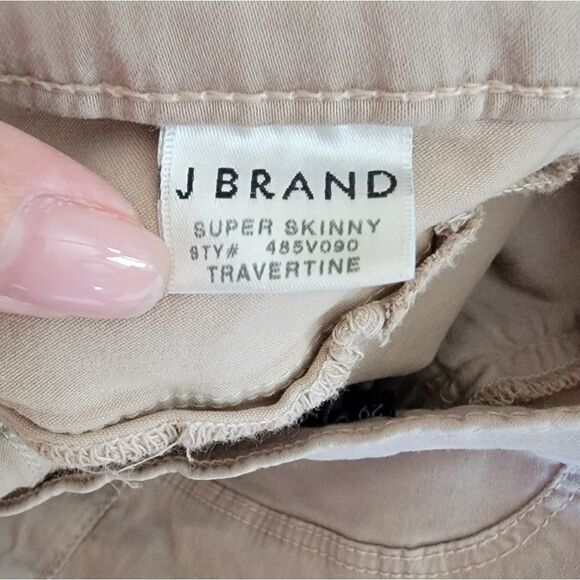 J BRAND
SUPER SKINNY
STY# 485V090
TRAVERTINE